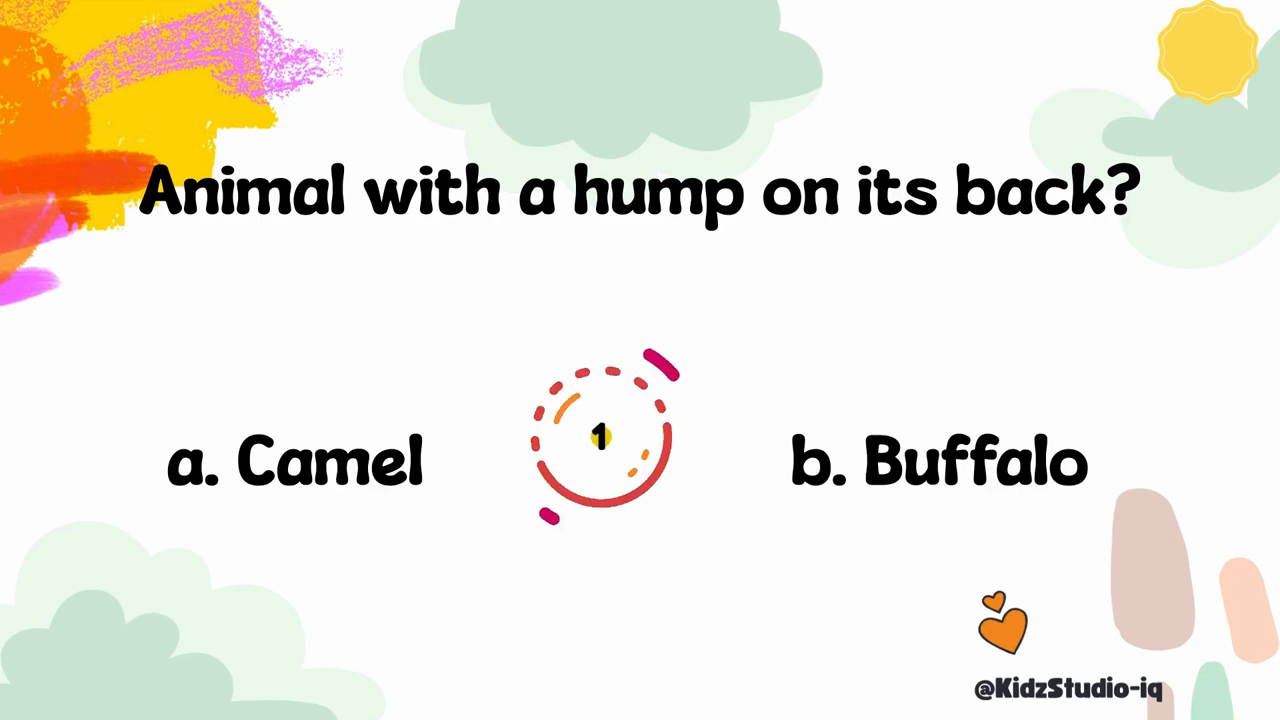 Animal with a hump on its back?
a. Camel
1
b. Buffalo
@KidzStudio-iq